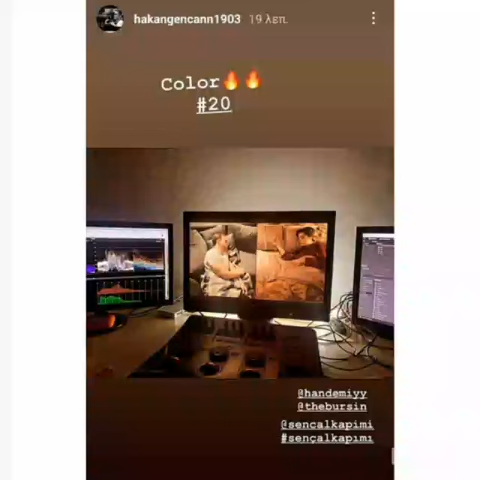 hakangencann1903 19 λεπ.
Color🔥🔥
#20
@handemiyy
@thebursin
@sencalkapimi
#sençalkapımı